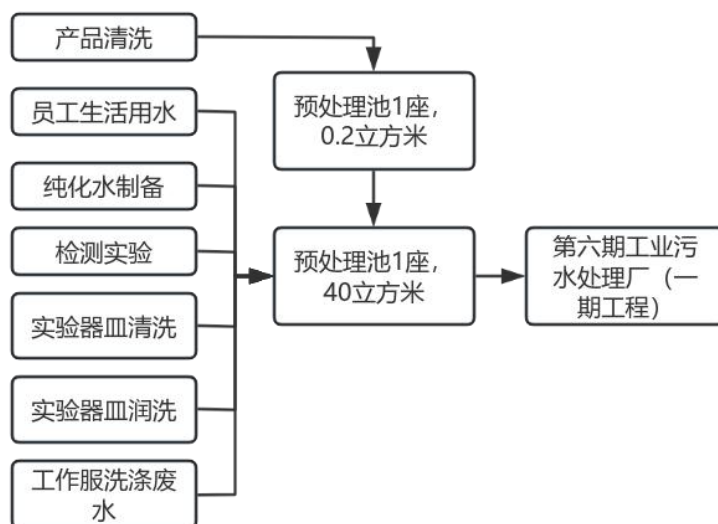 产品清洗
预处理池1座，
0.2立方米
员工生活用水
纯化水制备
检测实验
预处理池1座，
40立方米
第六期工业污
水处理厂（一
期工程）
实验器皿清洗
实验器皿润洗
工作服洗涤废
水